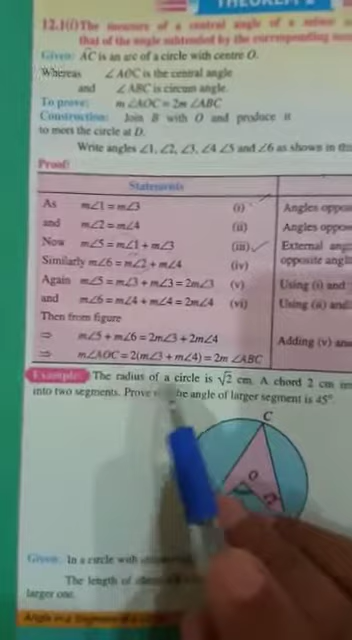 THEOREM 1
12.1(i) The measure of a central angle of a minor
that of the angle subtended by the corresponding
Given: AC is an arc of a circle with centre O.
Whereas ∠AOC is the central angle
and ∠ABC is circum angle.
To prove: m∠AOC = 2m ∠ABC
Construction: Join B with O and produce it
to meet the circle at D.
Write angles ∠1, ∠2, ∠3, ∠4 ∠5 and ∠6 as shown in the
Proof:
Statements
As m∠1 = m∠3 (i) Angles
and m∠2 = m∠4 (ii) Angles
Now m∠5 = m∠1 + m∠3 (iii) External
Similarly m∠6 = m∠2 + m∠4 (iv) opposite
Again m∠5 = m∠3 + m∠3 = 2m∠3 (v) Using (i) and
and m∠6 = m∠4 + m∠4 = 2m∠4 (vi) Using (ii) and
Then from figure
⇒ m∠5 + m∠6 = 2m∠3 + 2m∠4 Adding (v) and
⇒ m∠AOC = 2(m∠3 + m∠4) = 2m ∠ABC
Example: The radius of a circle is √2 cm. A chord 2 cm in
into two segments. Prove the angle of larger segment is 45°.
C
O
Given: In a circle with
The length of
larger one.
Angle in a Segment of a